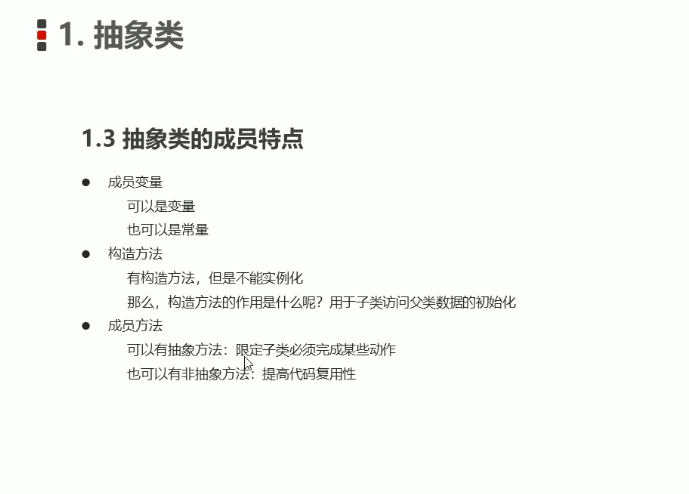 1. 抽象类
1.3 抽象类的成员特点
● 成员变量
可以是变量
也可以是常量
● 构造方法
有构造方法，但是不能实例化
那么，构造方法的作用是什么呢？用于子类访问父类数据的初始化
● 成员方法
可以有抽象方法：限定子类必须完成某些动作
也可以有非抽象方法：提高代码复用性